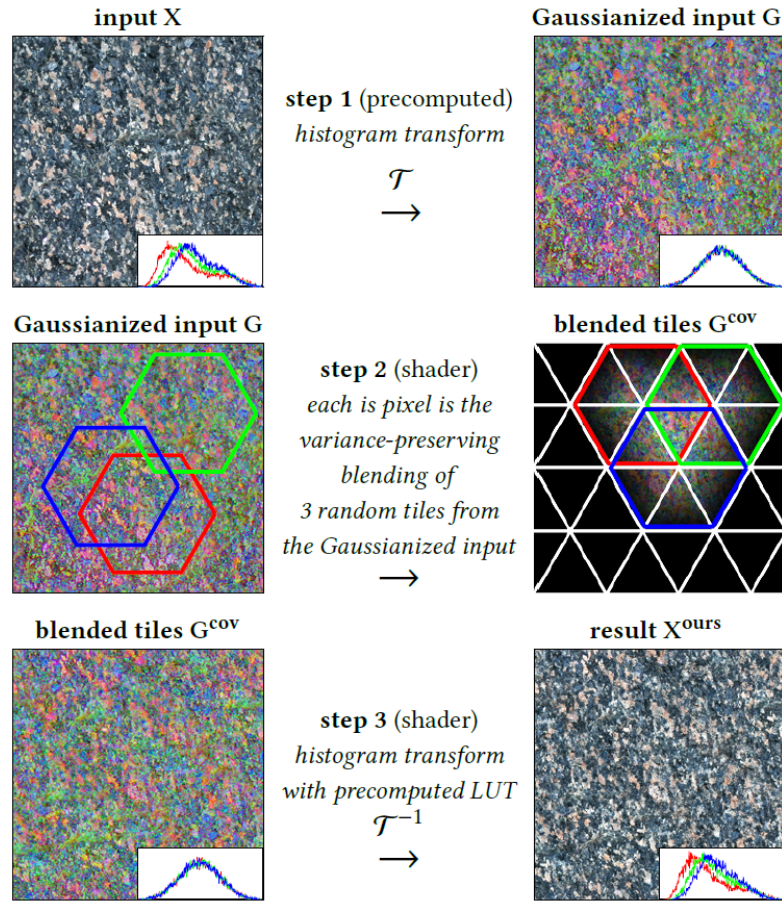 input X
Gaussianized input G
step 1 (precomputed)
histogram transform
𝒯
→
Gaussianized input G
blended tiles G^cov
step 2 (shader)
each is pixel is the
variance-preserving
blending of
3 random tiles from
the Gaussianized input
→
blended tiles G^cov
result X^ours
step 3 (shader)
histogram transform
with precomputed LUT
𝒯^−1
→